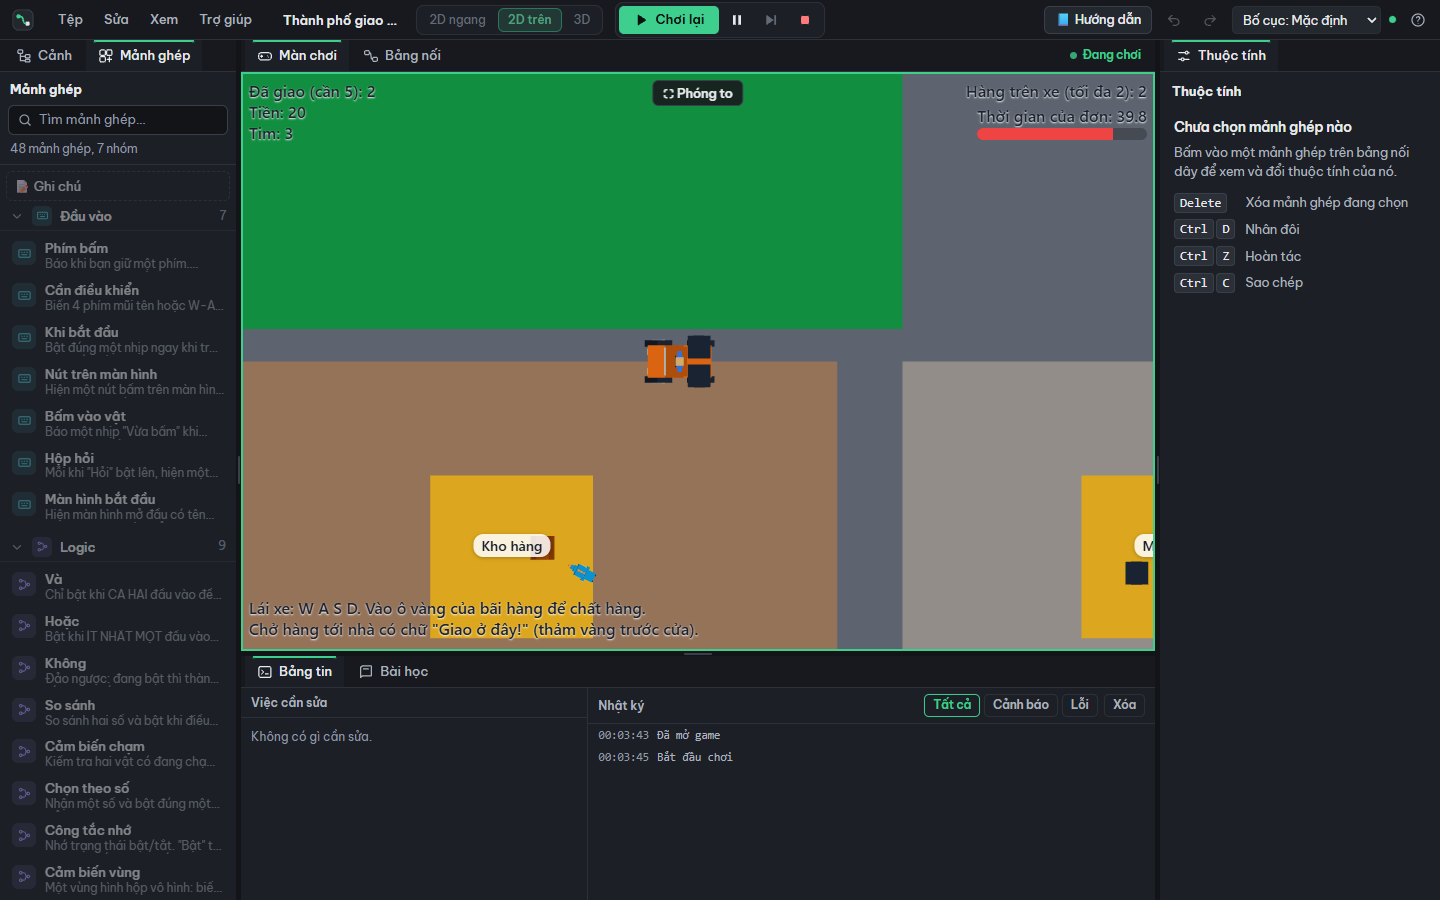 Tệp Sửa Xem Trợ giúp Thành phố giao ... 2D ngang 2D trên 3D Chơi lại Hướng dẫn Bố cục: Mặc định
Cảnh Mảnh ghép
Màn chơi Bảng nối Đang chơi
Thuộc tính
Mảnh ghép
Tìm mảnh ghép...
48 mảnh ghép, 7 nhóm
Ghi chú
Đầu vào 7
Phím bấm
Báo khi bạn giữ một phím....
Cần điều khiển
Biến 4 phím mũi tên hoặc W-A...
Khi bắt đầu
Bật đúng một nhịp ngay khi tr...
Nút trên màn hình
Hiện một nút bấm trên màn hìn...
Bấm vào vật
Báo một nhịp "Vừa bấm" khi...
Hộp hỏi
Mỗi khi "Hỏi" bật lên, hiện một...
Màn hình bắt đầu
Hiện màn hình mở đầu có tên...
Logic 9
Và
Chỉ bật khi CẢ HAI đầu vào đề...
Hoặc
Bật khi ÍT NHẤT MỘT đầu vào...
Không
Đảo ngược: đang bật thì thàn...
So sánh
So sánh hai số và bật khi điều...
Cảm biến chạm
Kiểm tra hai vật có đang chạ...
Chọn theo số
Nhận một số và bật đúng một...
Công tắc nhớ
Nhớ trạng thái bật/tắt. "Bật" t...
Cảm biến vùng
Một vùng hình hộp vô hình: biế...
Đã giao (cần 5): 2
Tiền: 20
Tim: 3
Phóng to
Hàng trên xe (tối đa 2): 2
Thời gian của đơn: 39.8
Kho hàng
M
Lái xe: W A S D. Vào ô vàng của bãi hàng để chất hàng.
Chở hàng tới nhà có chữ "Giao ở đây!" (thảm vàng trước cửa).
Bảng tin Bài học
Việc cần sửa
Không có gì cần sửa.
Nhật ký Tất cả Cảnh báo Lỗi Xóa
00:03:43 Đã mở game
00:03:45 Bắt đầu chơi
Thuộc tính
Chưa chọn mảnh ghép nào
Bấm vào một mảnh ghép trên bảng nối
dây để xem và đổi thuộc tính của nó.
Delete Xóa mảnh ghép đang chọn
Ctrl D Nhân đôi
Ctrl Z Hoàn tác
Ctrl C Sao chép